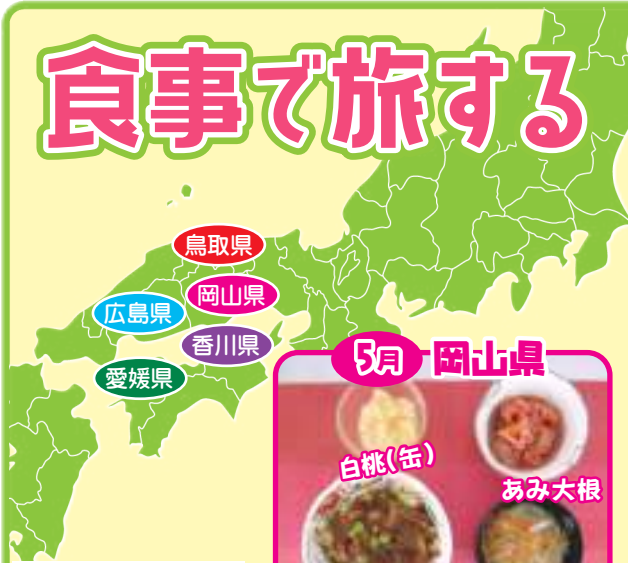 食事で旅する
鳥取県
岡山県
広島県
香川県
愛媛県
5月 岡山県
白桃(缶)
あみ大根